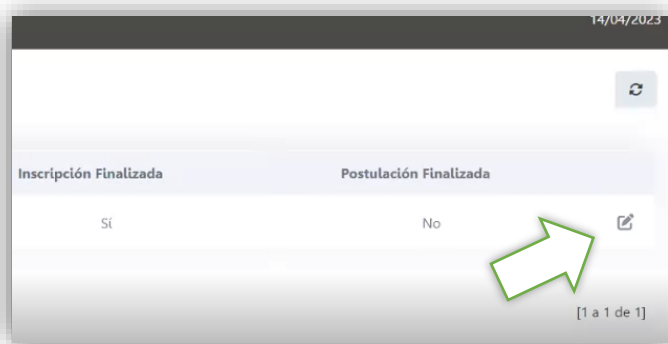 14/04/2023
Inscripción Finalizada Postulación Finalizada
Sí No
[1 a 1 de 1]